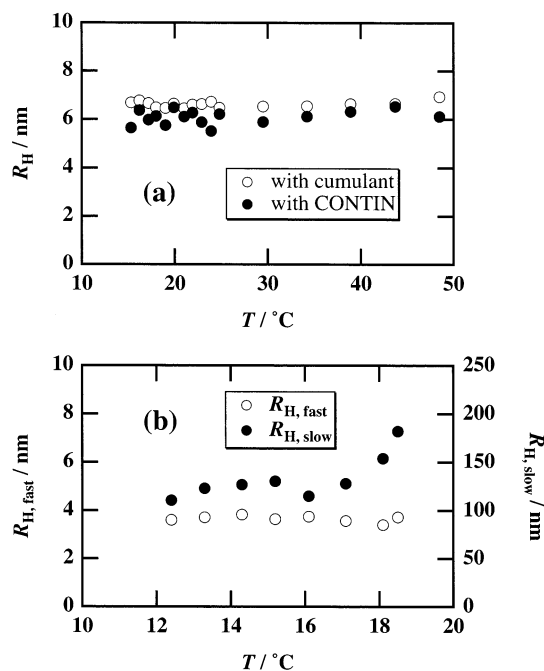 10
8
6
4
2
0
R_H / nm
(a)
with cumulant
with CONTIN
10 20 30 40 50
T / °C
10
8
6
4
2
0
R_H, fast / nm
(b)
R_H, fast
R_H, slow
250
200
150
100
50
0
R_H, slow / nm
10 12 14 16 18 20
T / °C